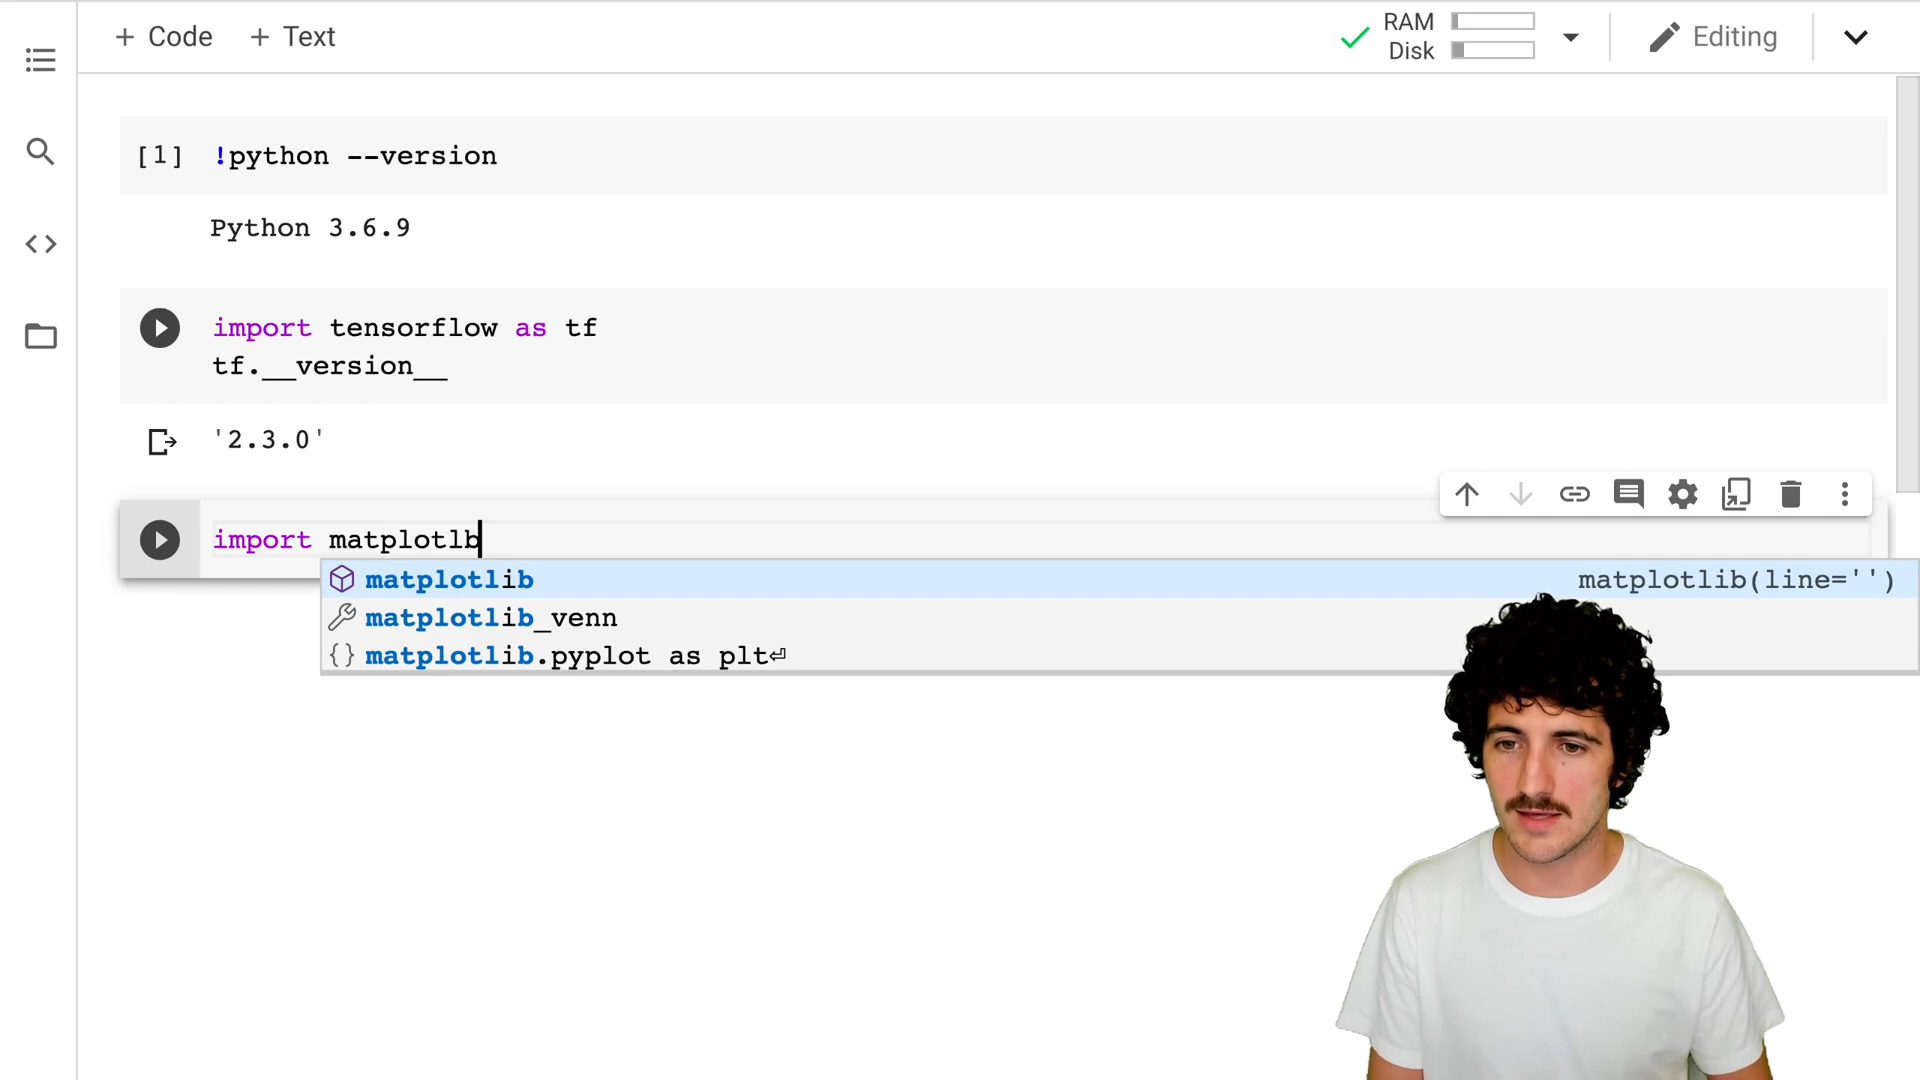 + Code + Text
RAM
Disk
Editing
[1] !python --version
Python 3.6.9
import tensorflow as tf
tf.__version__
'2.3.0'
import matplotlb
matplotlib matplotlib(line='')
matplotlib_venn
{} matplotlib.pyplot as plt⏎